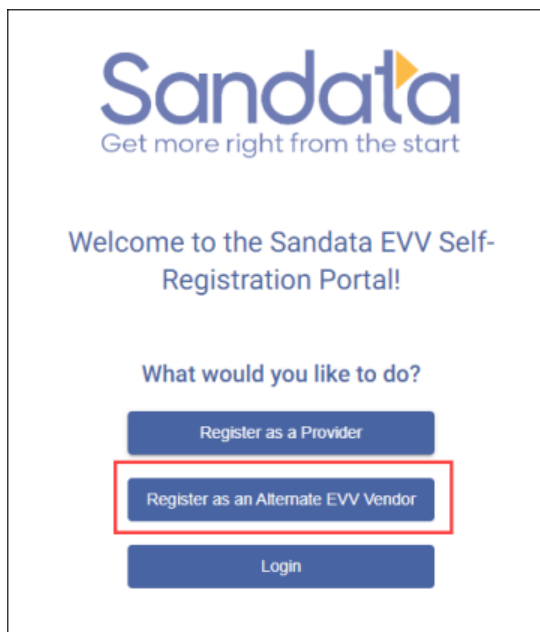 Sandata
Get more right from the start
Welcome to the Sandata EVV Self-
Registration Portal!
What would you like to do?
Register as a Provider
Register as an Alternate EVV Vendor
Login